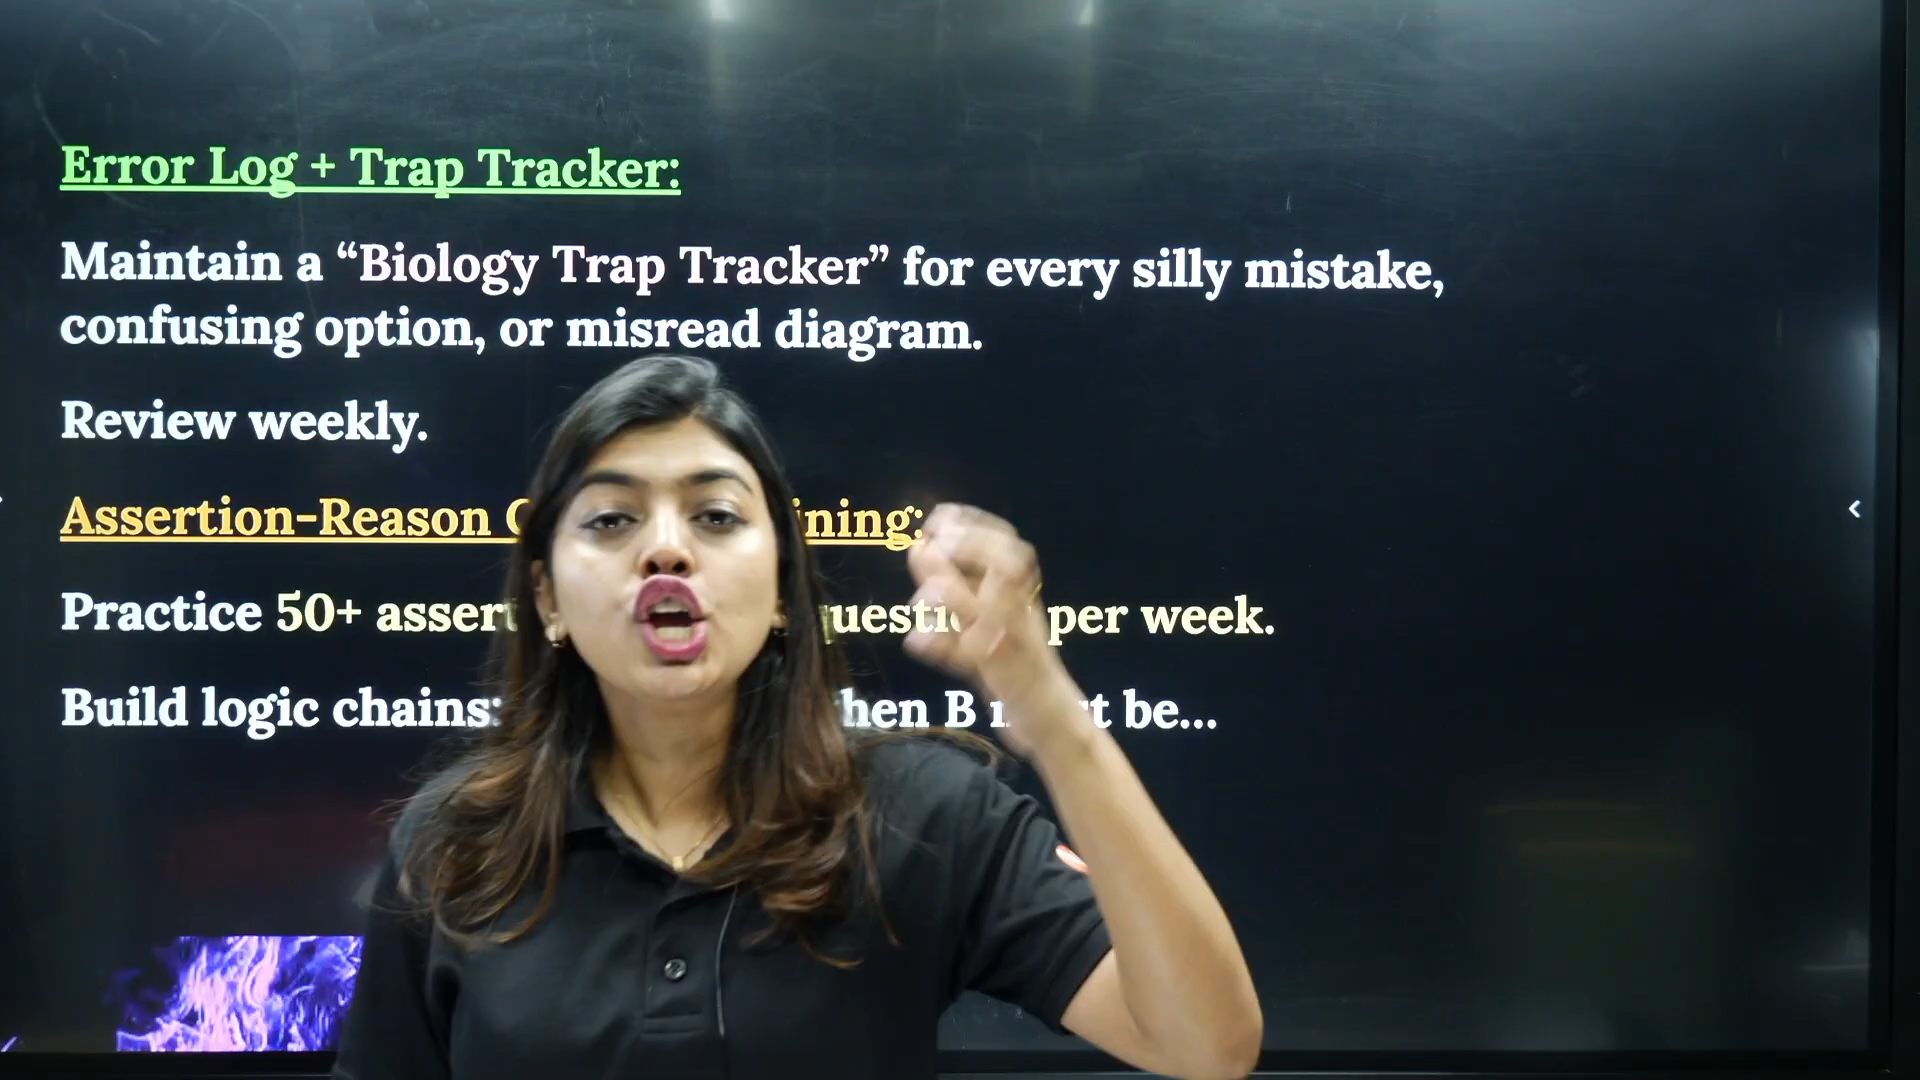 Error Log + Trap Tracker:
Maintain a “Biology Trap Tracker” for every silly mistake,
confusing option, or misread diagram.
Review weekly.
Assertion-Reason
Practice 50+ per week.
Build logic chains: B be...